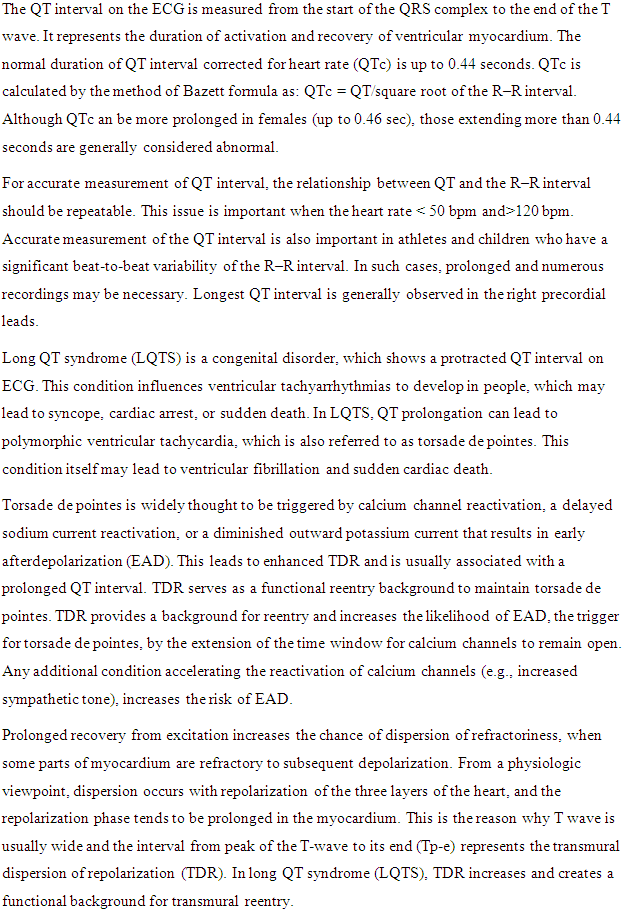 The QT interval on the ECG is measured from the start of the QRS complex to the end of the T
wave. It represents the duration of activation and recovery of ventricular myocardium. The
normal duration of QT interval corrected for heart rate (QTc) is up to 0.44 seconds. QTc is
calculated by the method of Bazett formula as: QTc = QT/square root of the R–R interval.
Although QTc an be more prolonged in females (up to 0.46 sec), those extending more than 0.44
seconds are generally considered abnormal.
For accurate measurement of QT interval, the relationship between QT and the R–R interval
should be repeatable. This issue is important when the heart rate < 50 bpm and>120 bpm.
Accurate measurement of the QT interval is also important in athletes and children who have a
significant beat-to-beat variability of the R–R interval. In such cases, prolonged and numerous
recordings may be necessary. Longest QT interval is generally observed in the right precordial
leads.
Long QT syndrome (LQTS) is a congenital disorder, which shows a protracted QT interval on
ECG. This condition influences ventricular tachyarrhythmias to develop in people, which may
lead to syncope, cardiac arrest, or sudden death. In LQTS, QT prolongation can lead to
polymorphic ventricular tachycardia, which is also referred to as torsade de pointes. This
condition itself may lead to ventricular fibrillation and sudden cardiac death.
Torsade de pointes is widely thought to be triggered by calcium channel reactivation, a delayed
sodium current reactivation, or a diminished outward potassium current that results in early
afterdepolarization (EAD). This leads to enhanced TDR and is usually associated with a
prolonged QT interval. TDR serves as a functional reentry background to maintain torsade de
pointes. TDR provides a background for reentry and increases the likelihood of EAD, the trigger
for torsade de pointes, by the extension of the time window for calcium channels to remain open.
Any additional condition accelerating the reactivation of calcium channels (e.g., increased
sympathetic tone), increases the risk of EAD.
Prolonged recovery from excitation increases the chance of dispersion of refractoriness, when
some parts of myocardium are refractory to subsequent depolarization. From a physiologic
viewpoint, dispersion occurs with repolarization of the three layers of the heart, and the
repolarization phase tends to be prolonged in the myocardium. This is the reason why T wave is
usually wide and the interval from peak of the T-wave to its end (Tp-e) represents the transmural
dispersion of repolarization (TDR). In long QT syndrome (LQTS), TDR increases and creates a
functional background for transmural reentry.